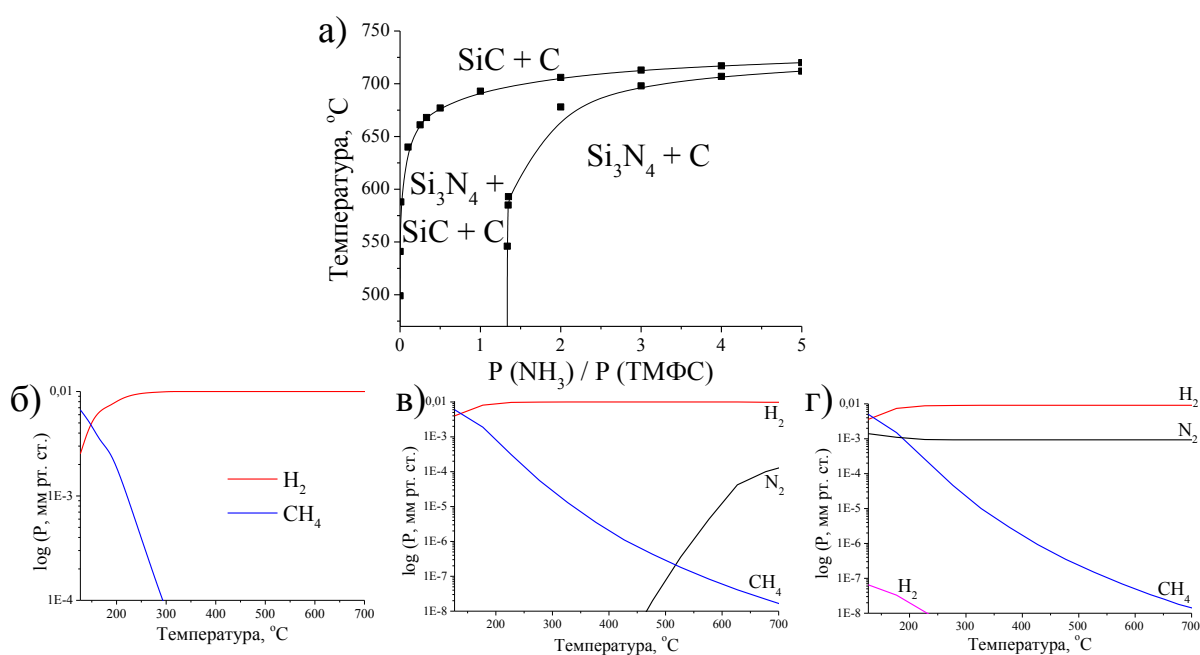 а)
Температура, °C
750
700
650
600
550
500
SiC + C
Si₃N₄ +
SiC + C
Si₃N₄ + C
0 1 2 3 4 5
P (NH₃) / P (ТМФС)
б)
log (P, мм рт. ст.)
0,01
1E-3
1E-4
H₂
CH₄
200 300 400 500 600 700
Температура, °C
в)
log (P, мм рт. ст.)
0,01
1E-3
1E-4
1E-5
1E-6
1E-7
1E-8
H₂
N₂
CH₄
200 300 400 500 600 700
Температура, °C
г)
log (P, мм рт. ст.)
0,01
1E-3
1E-4
1E-5
1E-6
1E-7
1E-8
H₂
N₂
H₂
CH₄
200 300 400 500 600 700
Температура, °C